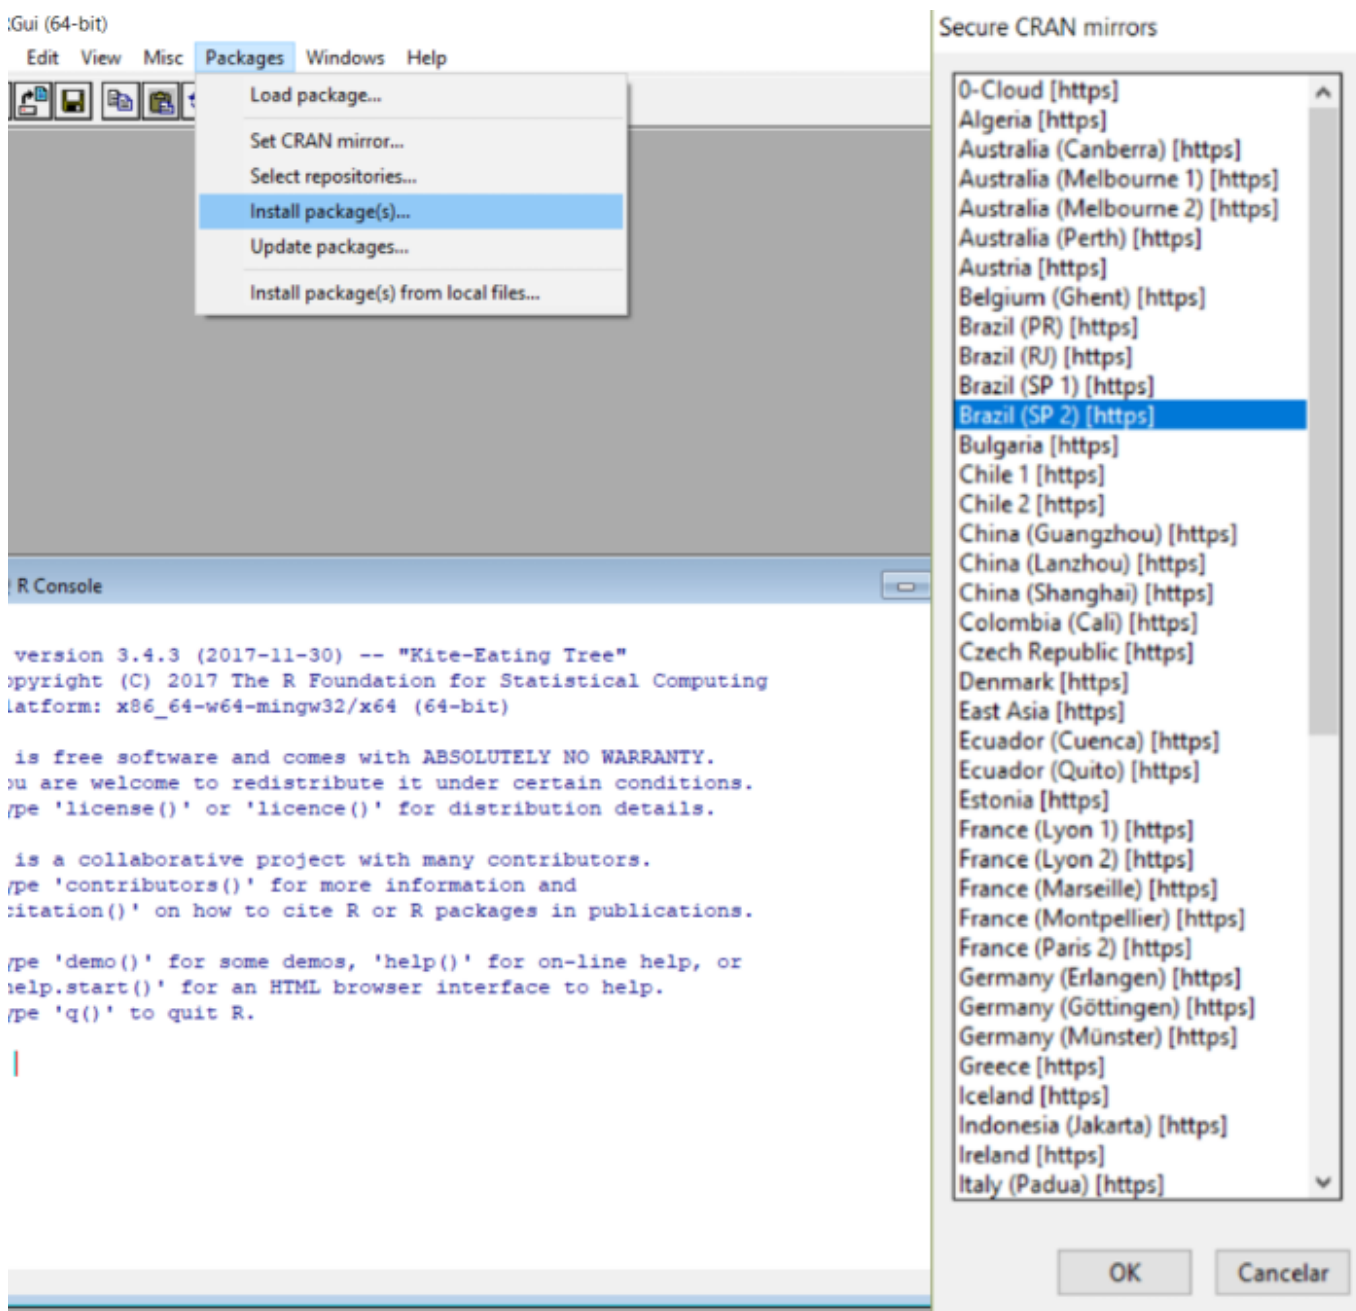 Gui (64-bit)
Edit View Misc Packages Windows Help
Load package...
Set CRAN mirror...
Select repositories...
Install package(s)...
Update packages...
Install package(s) from local files...
R Console
version 3.4.3 (2017-11-30) -- "Kite-Eating Tree"
opyright (C) 2017 The R Foundation for Statistical Computing
latform: x86_64-w64-mingw32/x64 (64-bit)
is free software and comes with ABSOLUTELY NO WARRANTY.
ou are welcome to redistribute it under certain conditions.
ype 'license()' or 'licence()' for distribution details.
is a collaborative project with many contributors.
ype 'contributors()' for more information and
citation()' on how to cite R or R packages in publications.
ype 'demo()' for some demos, 'help()' for on-line help, or
help.start()' for an HTML browser interface to help.
ype 'q()' to quit R.
Secure CRAN mirrors
0-Cloud [https]
Algeria [https]
Australia (Canberra) [https]
Australia (Melbourne 1) [https]
Australia (Melbourne 2) [https]
Australia (Perth) [https]
Austria [https]
Belgium (Ghent) [https]
Brazil (PR) [https]
Brazil (RJ) [https]
Brazil (SP 1) [https]
Brazil (SP 2) [https]
Bulgaria [https]
Chile 1 [https]
Chile 2 [https]
China (Guangzhou) [https]
China (Lanzhou) [https]
China (Shanghai) [https]
Colombia (Cali) [https]
Czech Republic [https]
Denmark [https]
East Asia [https]
Ecuador (Cuenca) [https]
Ecuador (Quito) [https]
Estonia [https]
France (Lyon 1) [https]
France (Lyon 2) [https]
France (Marseille) [https]
France (Montpellier) [https]
France (Paris 2) [https]
Germany (Erlangen) [https]
Germany (Göttingen) [https]
Germany (Münster) [https]
Greece [https]
Iceland [https]
Indonesia (Jakarta) [https]
Ireland [https]
Italy (Padua) [https]
OK Cancelar